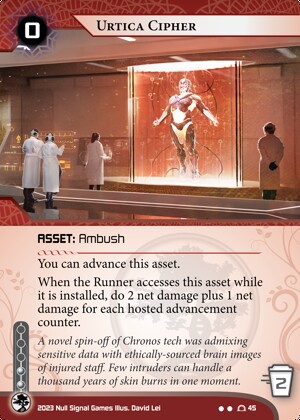 0
URTICA CIPHER
ASSET: Ambush
You can advance this asset.
When the Runner accesses this asset while
it is installed, do 2 net damage plus 1 net
damage for each hosted advancement
counter.
A novel spin-off of Chronos tech was admixing
sensitive data with ethically-sourced brain images
of injured staff. Few intruders can handle a
thousand years of skin burns in one moment.
2
2023 Null Signal Games Illus. David Lei
45